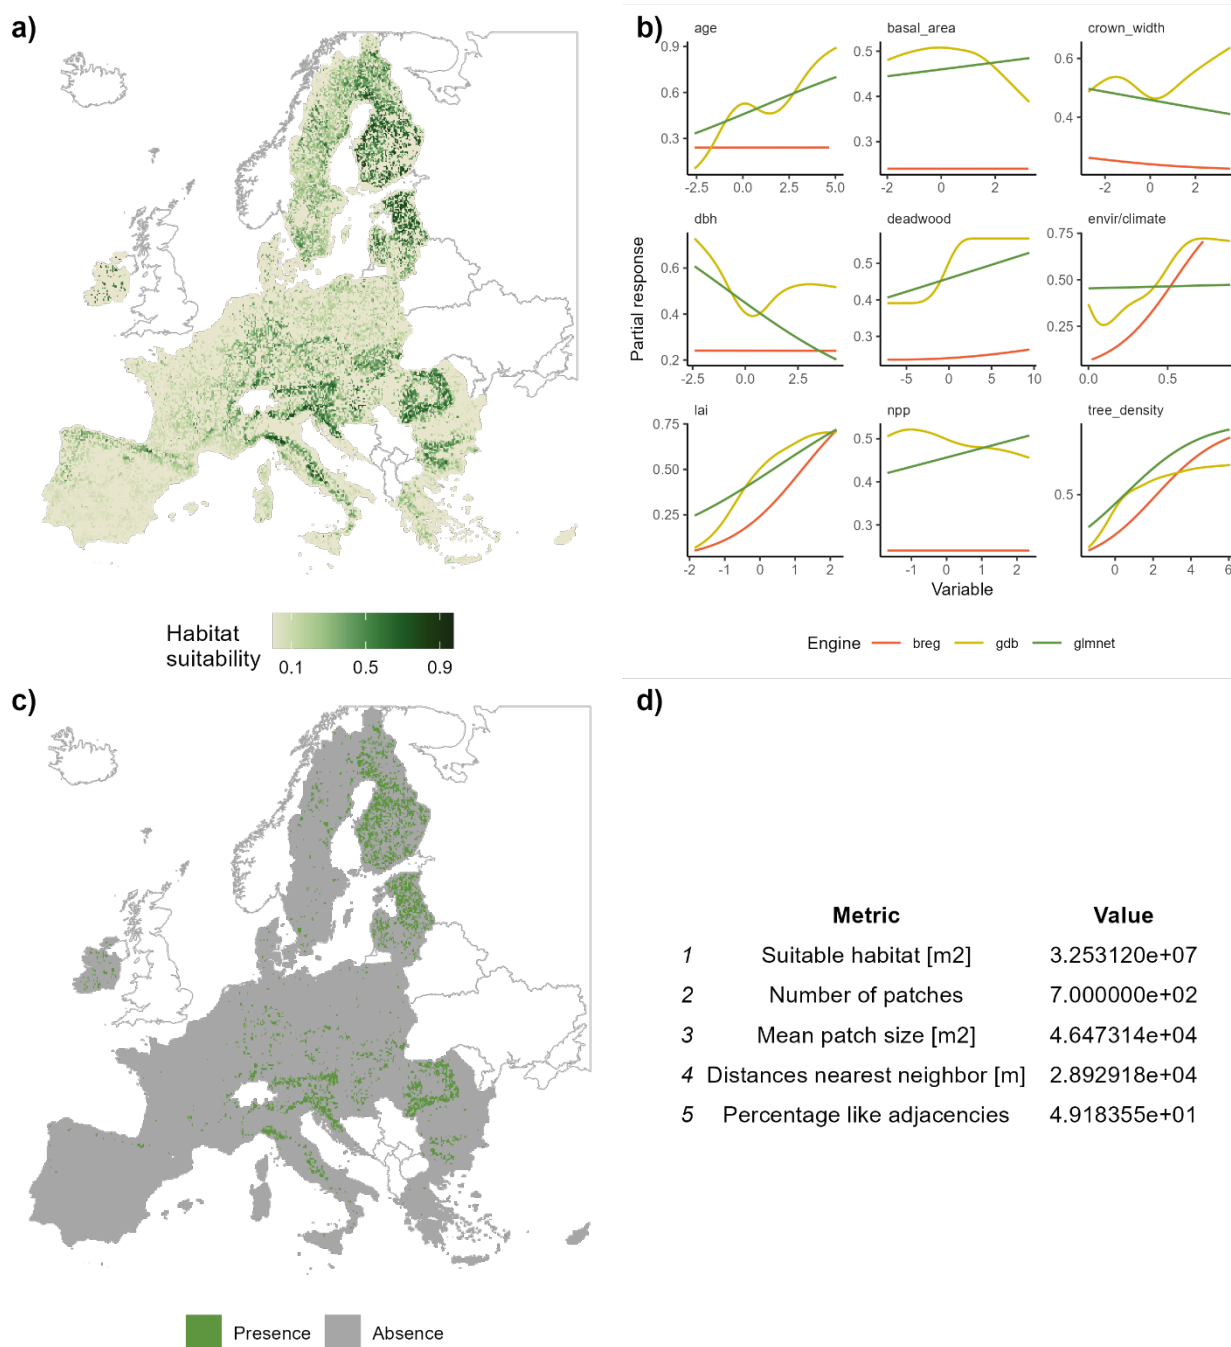 a)
Habitat
suitability
0.1 0.5 0.9
b)
age basal_area crown_width
0.9
0.6
0.3
-2.5 0.0 2.5 5.0
0.5
0.4
0.3
-2 0 2
0.6
0.4
-2 0 2
dbh deadwood envir/climate
0.6
0.4
0.2
-2.5 0.0 2.5
0.5
0.4
0.3
-5 0 5 10
0.75
0.50
0.25
0.0 0.5
lai npp tree_density
0.75
0.50
0.25
-2 -1 0 1 2
0.5
0.4
0.3
-1 0 1 2
0.5
0 2 4 6
Partial response
Variable
Engine breg gdb glmnet
c)
Presence Absence
d)
Metric Value
1 Suitable habitat [m2] 3.253120e+07
2 Number of patches 7.000000e+02
3 Mean patch size [m2] 4.647314e+04
4 Distances nearest neighbor [m] 2.892918e+04
5 Percentage like adjacencies 4.918355e+01